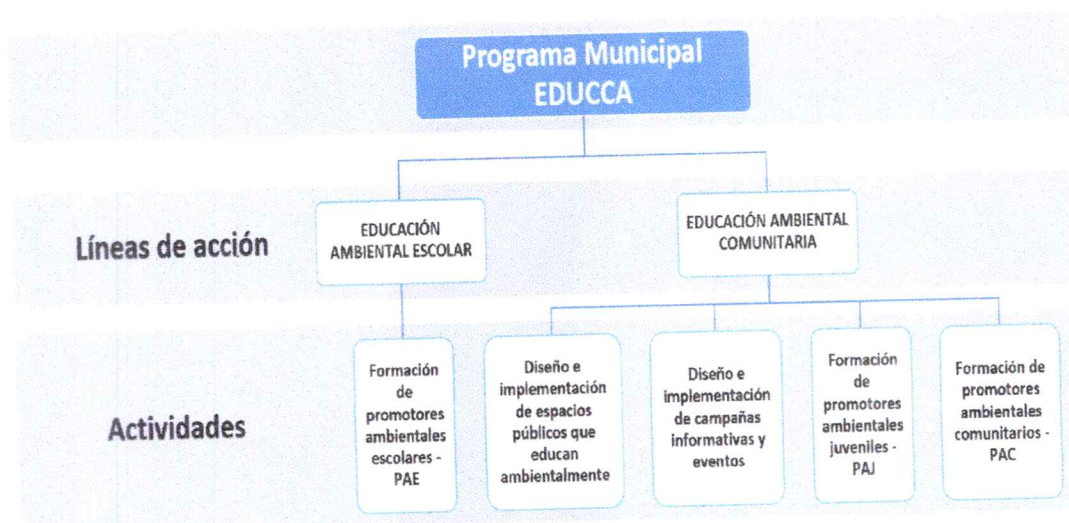 Programa Municipal
EDUCCA
Líneas de acción
EDUCACIÓN
AMBIENTAL ESCOLAR
EDUCACIÓN AMBIENTAL
COMUNITARIA
Actividades
Formación
de
promotores
ambientales
escolares -
PAE
Diseño e
implementación
de espacios
públicos que
educan
ambientalmente
Diseño e
implementación
de campañas
informativas y
eventos
Formación
de
promotores
ambientales
juveniles -
PAJ
Formación de
promotores
ambientales
comunitarios -
PAC